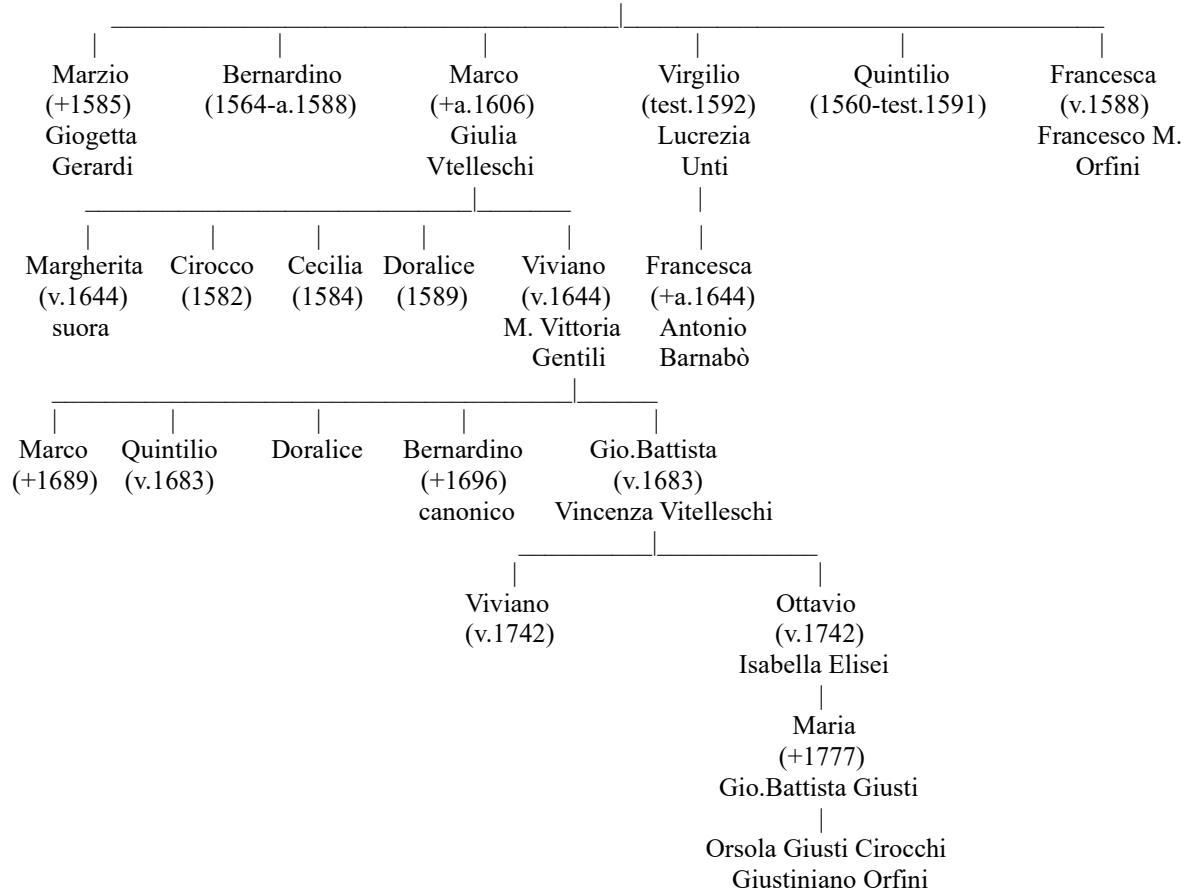 Marzio Bernardino Marco Virgilio Quintilio Francesca
(+1585) (1564-a.1588) (+a.1606) (test.1592) (1560-test.1591) (v.1588)
Giogetta Giulia Lucrezia Francesco M.
Gerardi Vtelleschi Unti Orfini
Margherita Cirocco Cecilia Doralice Viviano Francesca
(v.1644) (1582) (1584) (1589) (v.1644) (+a.1644)
suora M. Vittoria Antonio
Gentili Barnabò
Marco Quintilio Doralice Bernardino Gio.Battista
(+1689) (v.1683) (+1696) (v.1683)
canonico Vincenza Vitelleschi
Viviano Ottavio
(v.1742) (v.1742)
Isabella Elisei
Maria
(+1777)
Gio.Battista Giusti
Orsola Giusti Cirocchi
Giustiniano Orfini